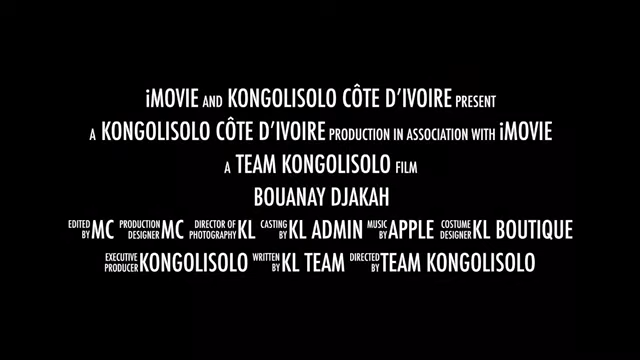 iMOVIE AND KONGOLISOLO CÔTE D'IVOIRE PRESENT
A KONGOLISOLO CÔTE D'IVOIRE PRODUCTION IN ASSOCIATION WITH iMOVIE
A TEAM KONGOLISOLO FILM
BOUANAY DJAKAH
EDITED BY MC PRODUCTION DESIGNER MC DIRECTOR OF PHOTOGRAPHY KL CASTING BY KL ADMIN MUSIC BY APPLE COSTUME DESIGNER KL BOUTIQUE
EXECUTIVE PRODUCER KONGOLISOLO WRITTEN BY KL TEAM DIRECTED BY TEAM KONGOLISOLO